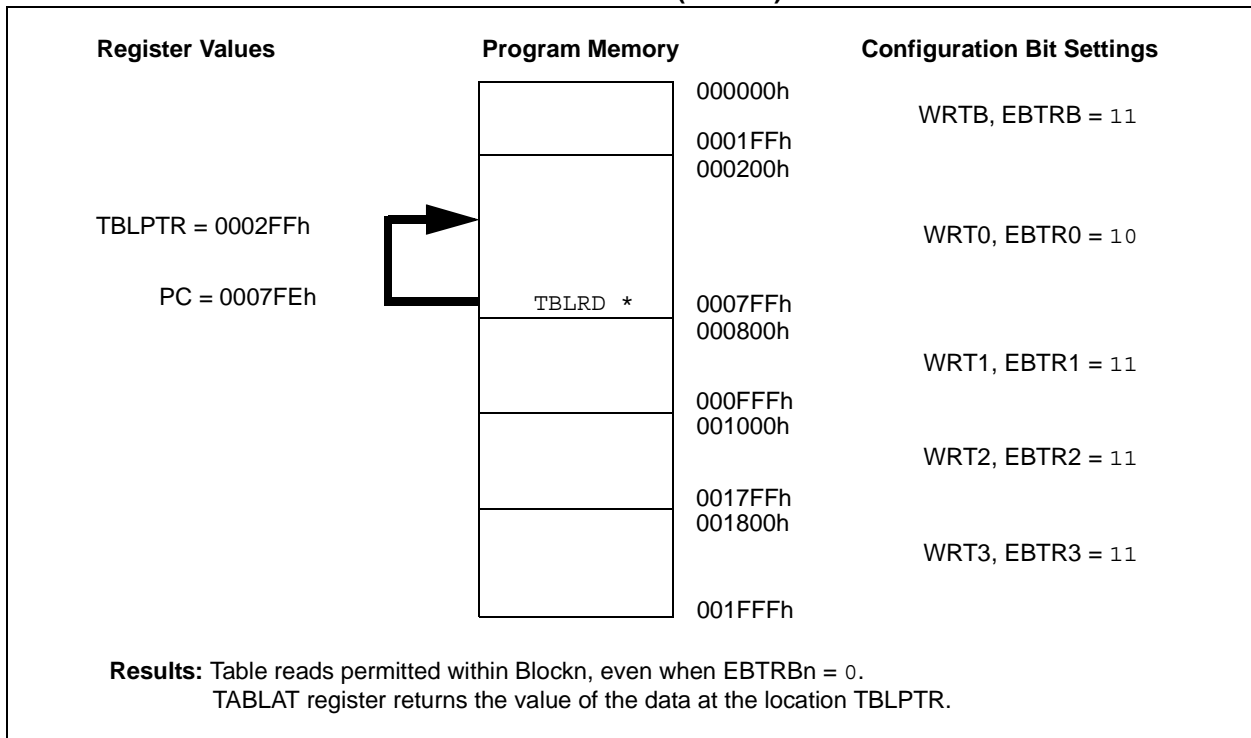 Register Values Program Memory Configuration Bit Settings
000000h
WRTB, EBTRB = 11
0001FFh
000200h
TBLPTR = 0002FFh
WRT0, EBTR0 = 10
PC = 0007FEh
TBLRD *
0007FFh
000800h
WRT1, EBTR1 = 11
000FFFh
001000h
WRT2, EBTR2 = 11
0017FFh
001800h
WRT3, EBTR3 = 11
001FFFh
Results: Table reads permitted within Blockn, even when EBTRBn = 0.
TABLAT register returns the value of the data at the location TBLPTR.